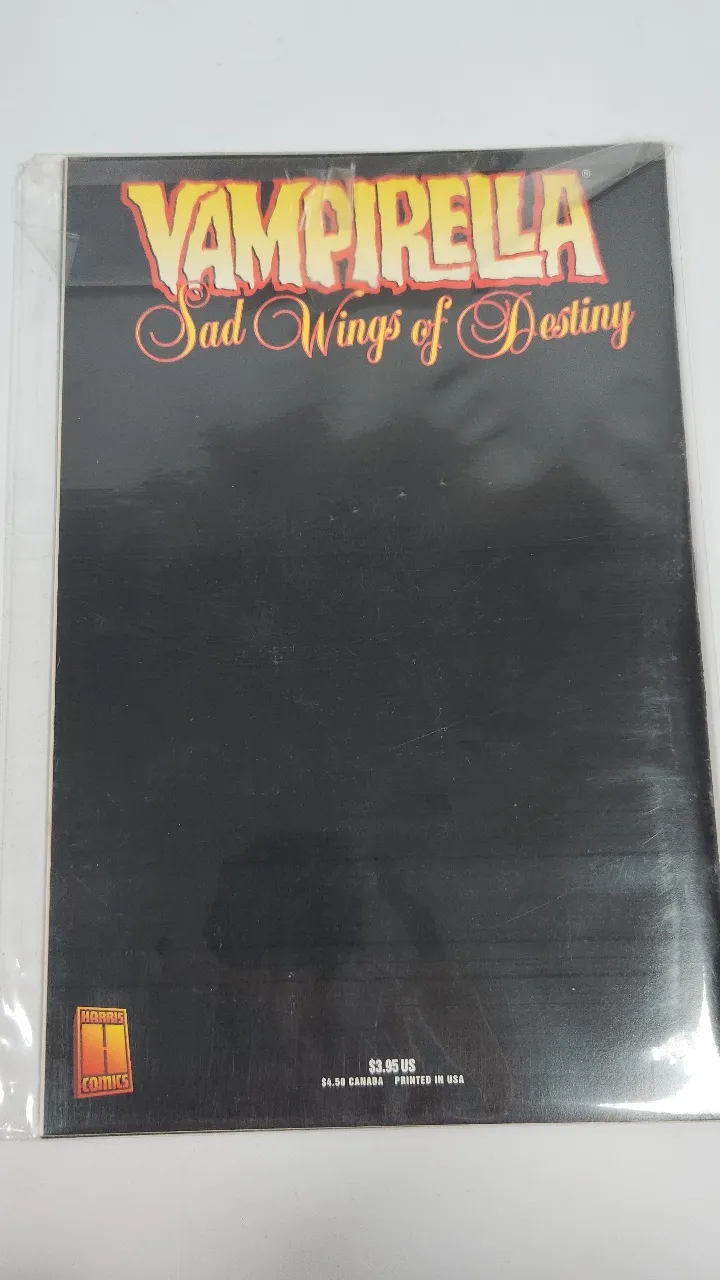 VAMPIRELLA®
Sad Wings of Destiny
HARRIS
H
COMICS
$3.95 US
$4.50 CANADA PRINTED IN USA